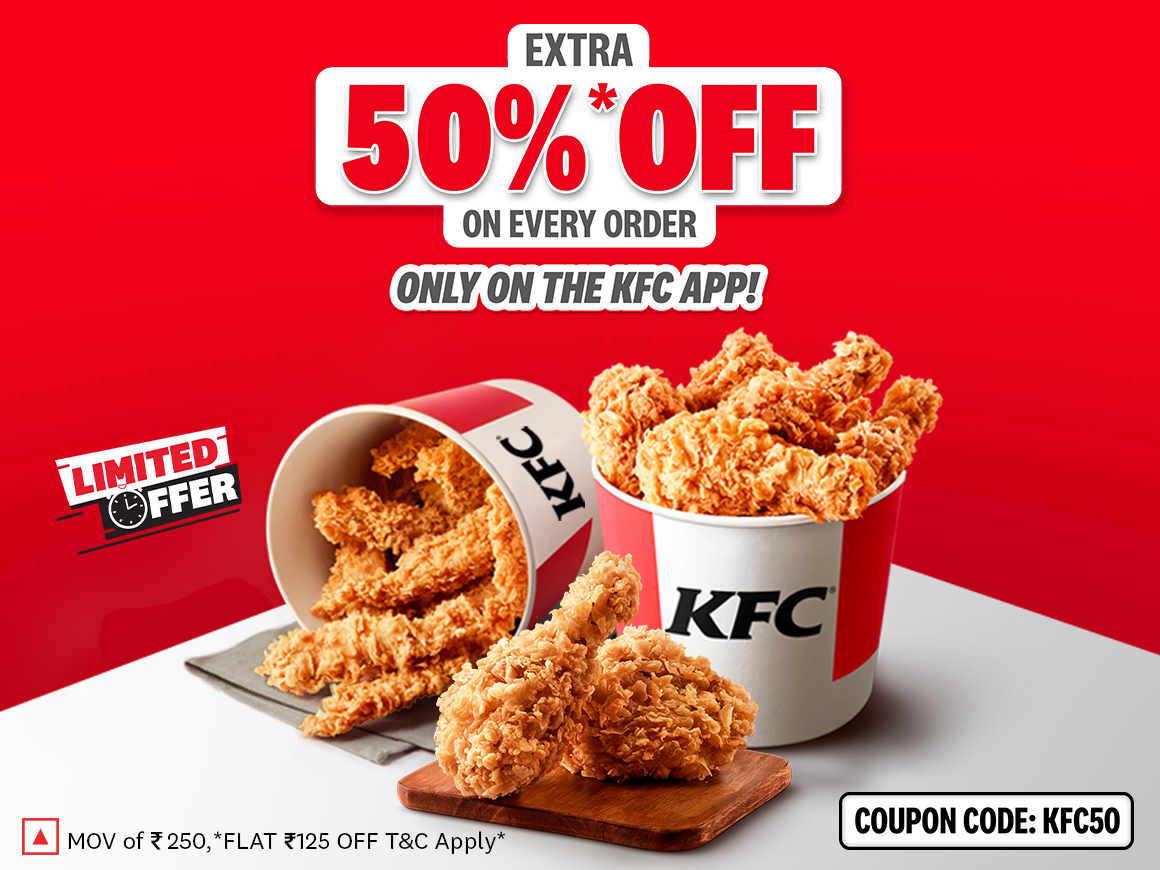 EXTRA
50%*OFF
ON EVERY ORDER
ONLY ON THE KFC APP!
LIMITED
OFFER
KFC
KFC
MOV of ₹250,*FLAT ₹125 OFF T&C Apply*
COUPON CODE: KFC50